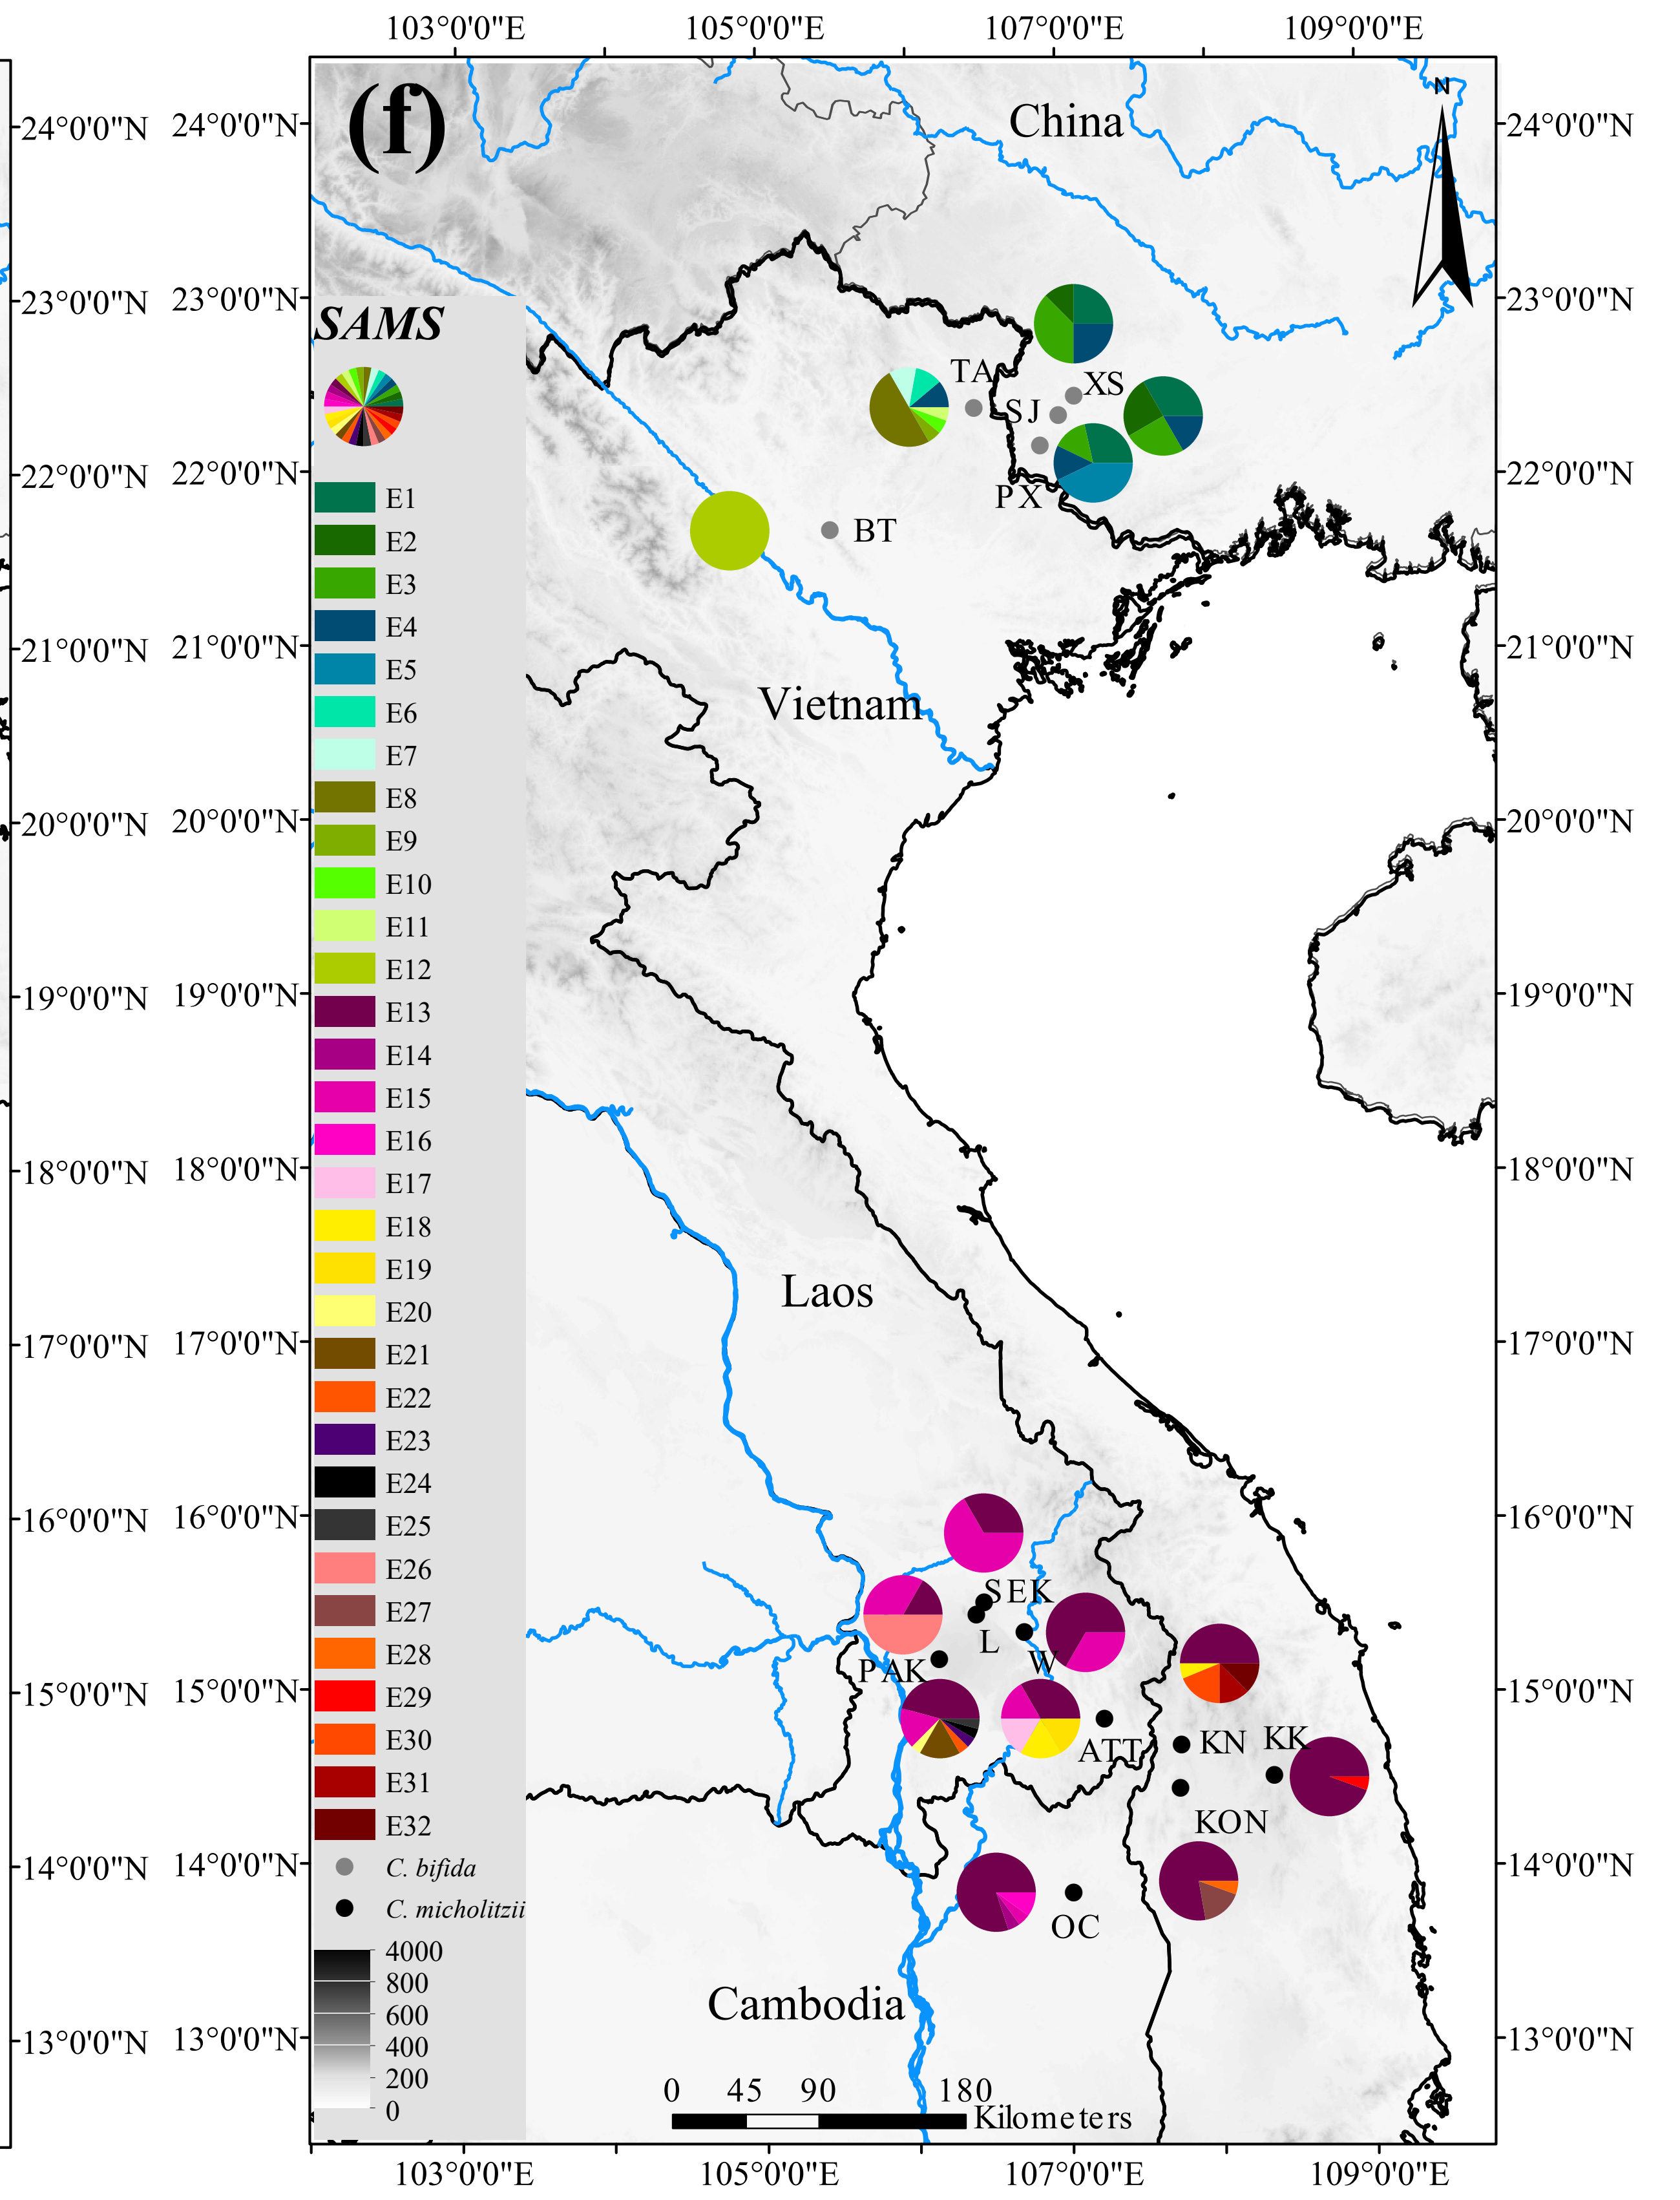 103°0'0"E 105°0'0"E 107°0'0"E 109°0'0"E
(f)
N
China
24°0'0"N 24°0'0"N 24°0'0"N
23°0'0"N 23°0'0"N 23°0'0"N
SAMS
TA
XS
SJ
22°0'0"N 22°0'0"N 22°0'0"N
PX
BT
E1
E2
E3
E4
E5
E6
E7
E8
E9
E10
E11
E12
E13
E14
E15
E16
E17
E18
E19
E20
E21
E22
E23
E24
E25
E26
E27
E28
E29
E30
E31
E32
C. bifida
C. micholitzii
4000
800
600
400
200
0
21°0'0"N 21°0'0"N 21°0'0"N
Vietnam
20°0'0"N 20°0'0"N 20°0'0"N
19°0'0"N 19°0'0"N 19°0'0"N
18°0'0"N 18°0'0"N 18°0'0"N
Laos
17°0'0"N 17°0'0"N 17°0'0"N
16°0'0"N 16°0'0"N 16°0'0"N
SEK
L
W
PAK
15°0'0"N 15°0'0"N 15°0'0"N
ATT
KN
KK
KON
14°0'0"N 14°0'0"N 14°0'0"N
OC
Cambodia
13°0'0"N 13°0'0"N 13°0'0"N
0 45 90 180
Kilometers
103°0'0"E 105°0'0"E 107°0'0"E 109°0'0"E